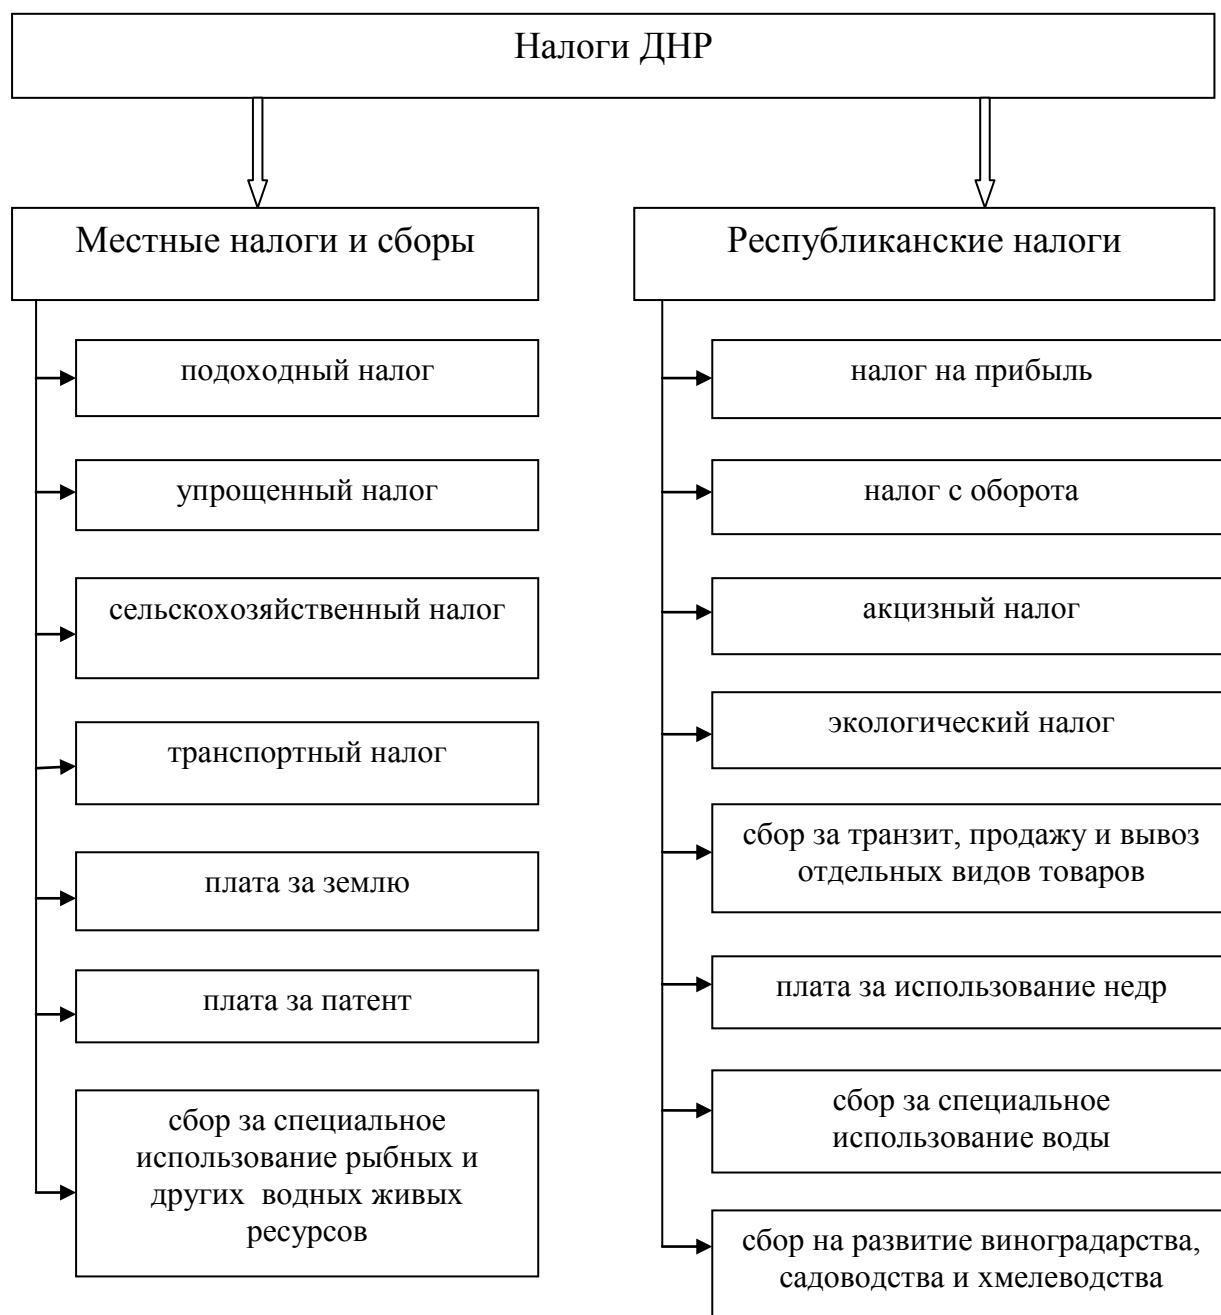 Налоги ДНР
Местные налоги и сборы
подоходный налог
упрощенный налог
сельскохозяйственный налог
транспортный налог
плата за землю
плата за патент
сбор за специальное
использование рыбных и
других водных живых
ресурсов
Республиканские налоги
налог на прибыль
налог с оборота
акцизный налог
экологический налог
сбор за транзит, продажу и вывоз
отдельных видов товаров
плата за использование недр
сбор за специальное
использование воды
сбор на развитие виноградарства,
садоводства и хмелеводства